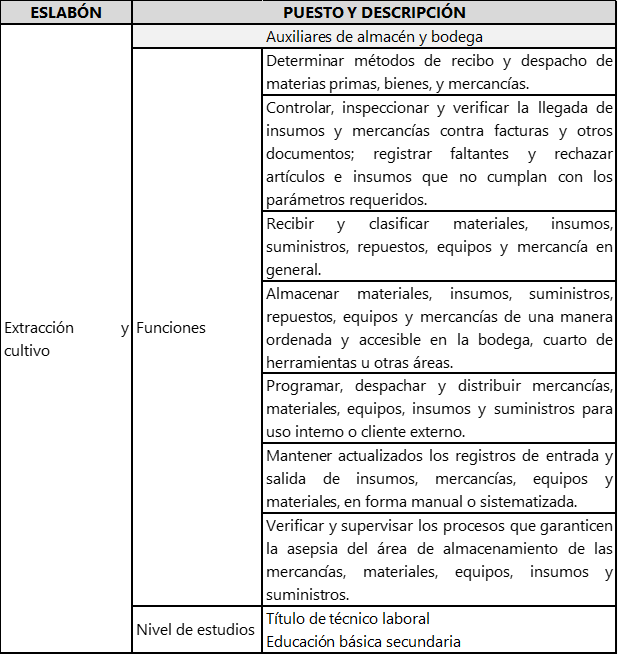 ESLABÓN PUESTO Y DESCRIPCIÓN
Auxiliares de almacén y bodega
Extracción y
cultivo
Funciones
Determinar métodos de recibo y despacho de
materias primas, bienes, y mercancías.
Controlar, inspeccionar y verificar la llegada de
insumos y mercancías contra facturas y otros
documentos; registrar faltantes y rechazar
artículos e insumos que no cumplan con los
parámetros requeridos.
Recibir y clasificar materiales, insumos,
suministros, repuestos, equipos y mercancía en
general.
Almacenar materiales, insumos, suministros,
repuestos, equipos y mercancías de una manera
ordenada y accesible en la bodega, cuarto de
herramientas u otras áreas.
Programar, despachar y distribuir mercancías,
materiales, equipos, insumos y suministros para
uso interno o cliente externo.
Mantener actualizados los registros de entrada y
salida de insumos, mercancías, equipos y
materiales, en forma manual o sistematizada.
Verificar y supervisar los procesos que garanticen
la asepsia del área de almacenamiento de las
mercancías, materiales, equipos, insumos y
suministros.
Nivel de estudios
Título de técnico laboral
Educación básica secundaria